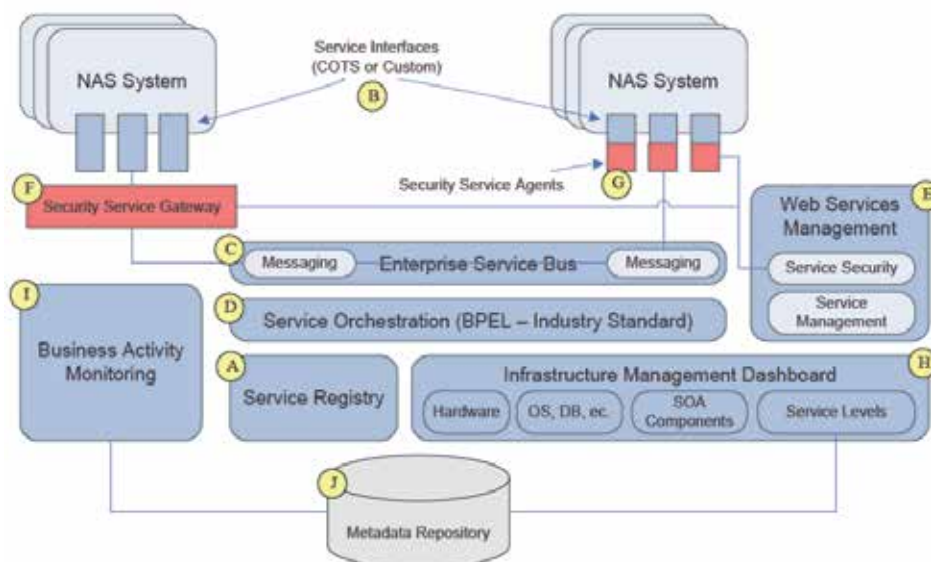 NAS System
Service Interfaces
(COTS or Custom)
B
NAS System
F
Security Service Gateway
Security Service Agents
G
E
Web Services
Management
Service Security
Service
Management
C
Messaging
Enterprise Service Bus
Messaging
D
Service Orchestration (BPEL – Industry Standard)
I
Business Activity
Monitoring
A
Service Registry
H
Infrastructure Management Dashboard
Hardware
OS, DB, ec.
SOA
Components
Service Levels
J
Metadata Repository